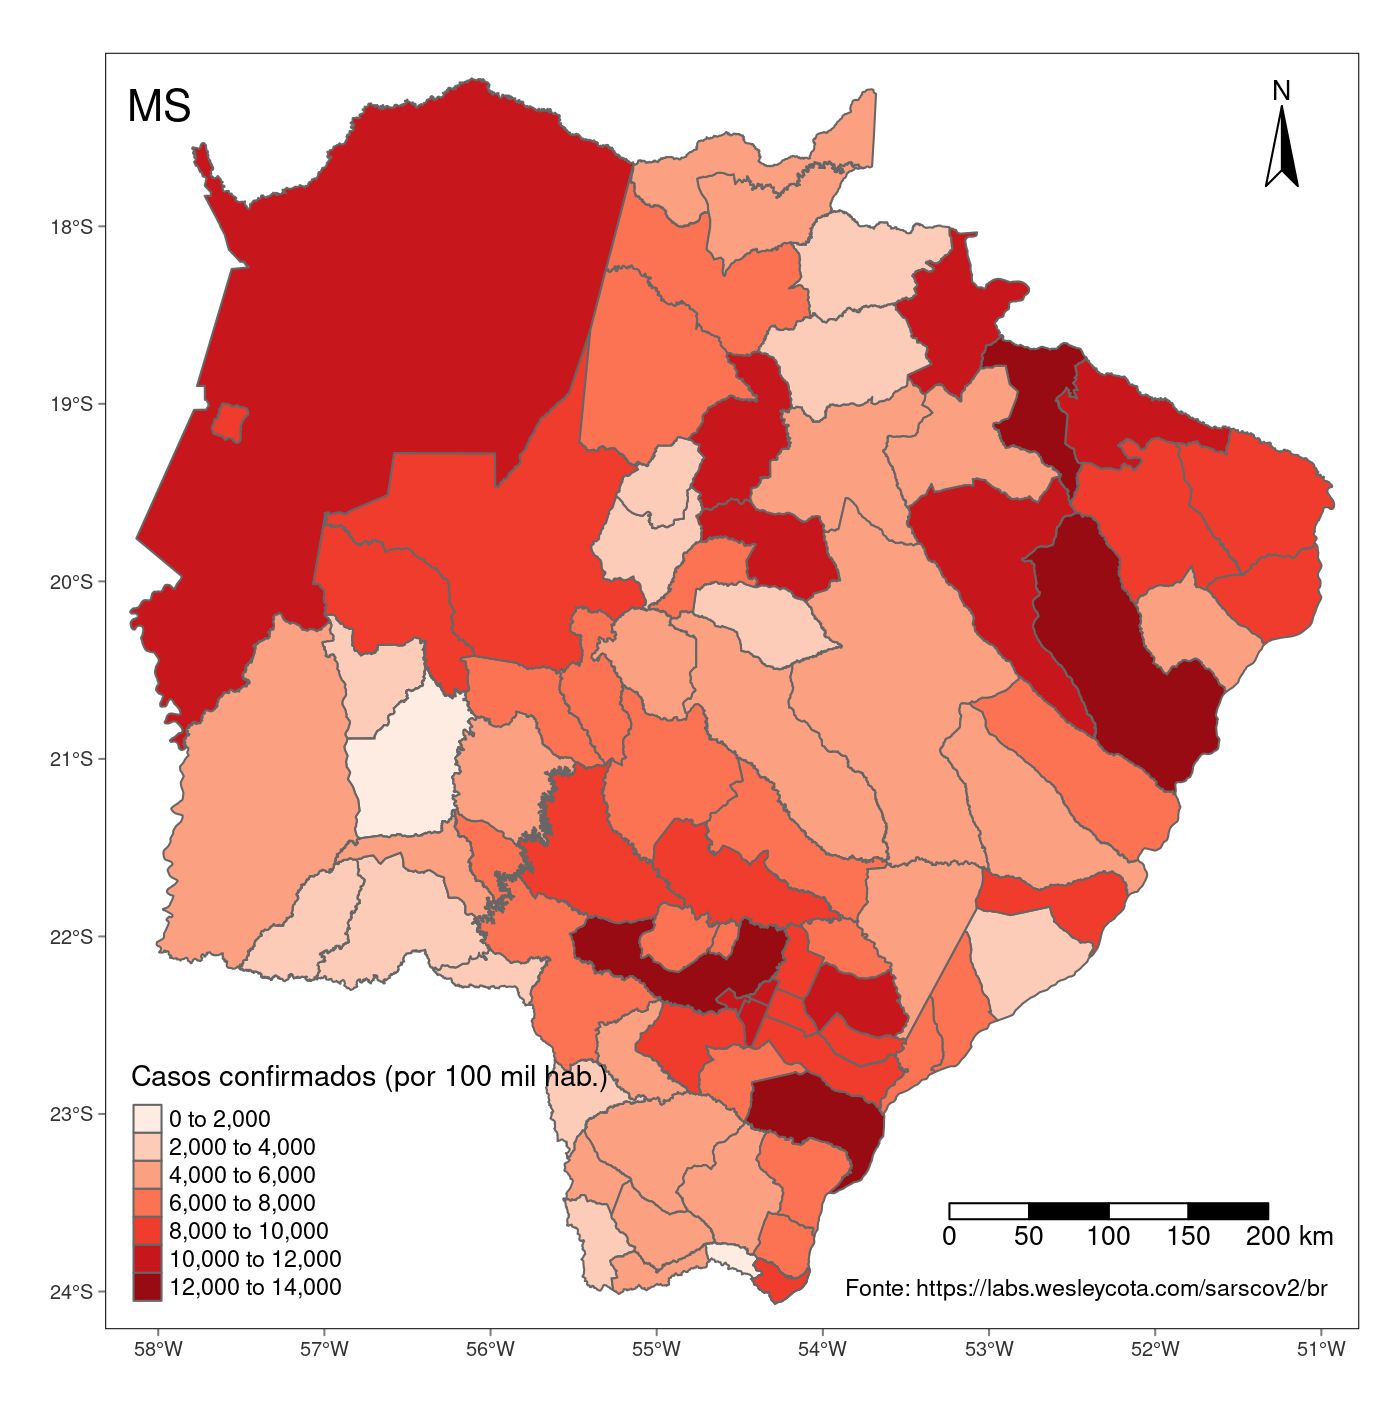 MS
N
18°S
19°S
20°S
21°S
22°S
23°S
24°S
Casos confirmados (por 100 mil hab.)
0 to 2,000
2,000 to 4,000
4,000 to 6,000
6,000 to 8,000
8,000 to 10,000
10,000 to 12,000
12,000 to 14,000
0 50 100 150 200 km
Fonte: https://labs.wesleycota.com/sarscov2/br
58°W 57°W 56°W 55°W 54°W 53°W 52°W 51°W